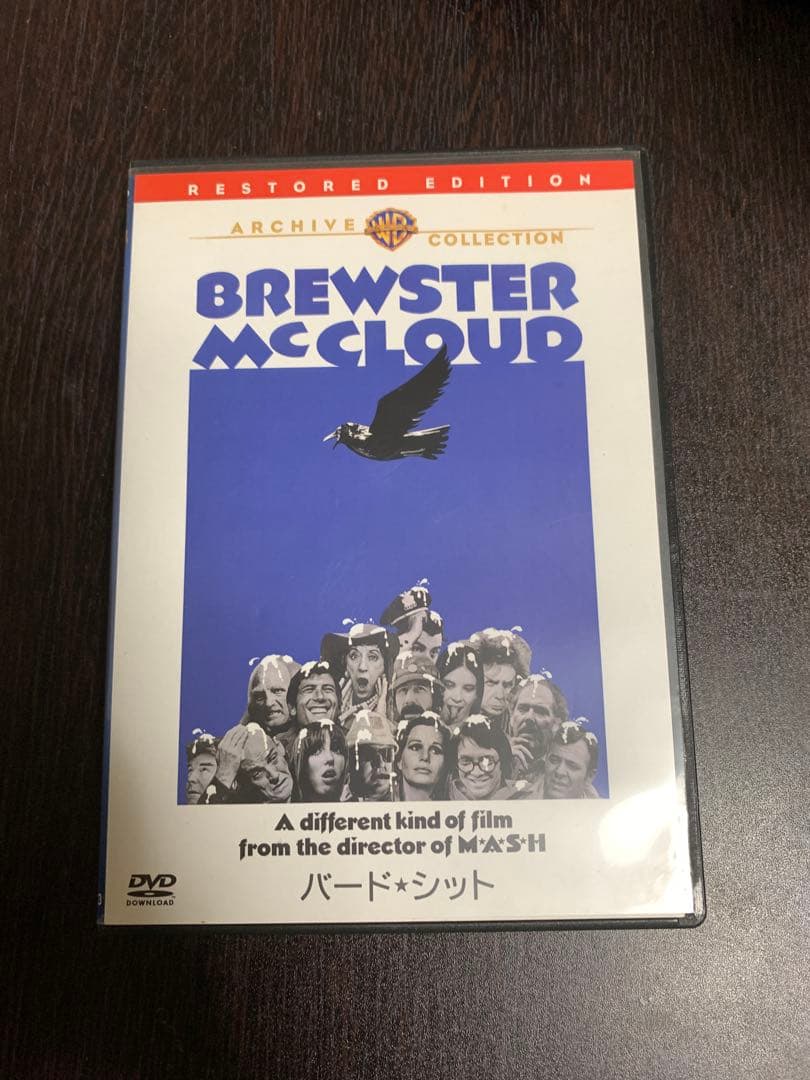 RESTORED EDITION
ARCHIVE WB COLLECTION
BREWSTER
McCLOUD
A different kind of film
from the director of M★A★S★H
バード★シット
DVD
DOWNLOAD